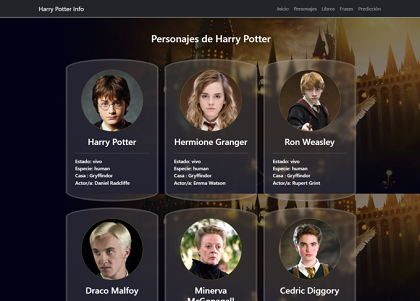 Harry Potter Info
Inicio Personajes Libros Frases Predicción
Personajes de Harry Potter
Harry Potter
Estado: vivo
Especie: human
Casa : Gryffindor
Actor/a: Daniel Radcliffe
Hermione Granger
Estado: vivo
Especie: human
Casa : Gryffindor
Actor/a: Emma Watson
Ron Weasley
Estado: vivo
Especie: human
Casa : Gryffindor
Actor/a: Rupert Grint
Draco Malfoy
Minerva
McGonagall
Cedric Diggory